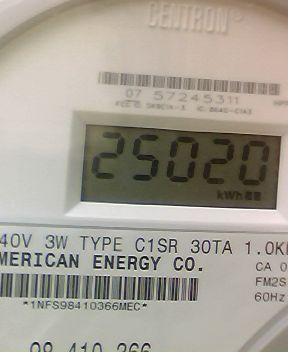 CENTRON®
07 57245311
25020
kWh
40V 3W TYPE C1SR 30TA 1.0K
MERICAN ENERGY CO.
CA 0
FM2S
60Hz
*1NFS98410366MEC*
98 410 366